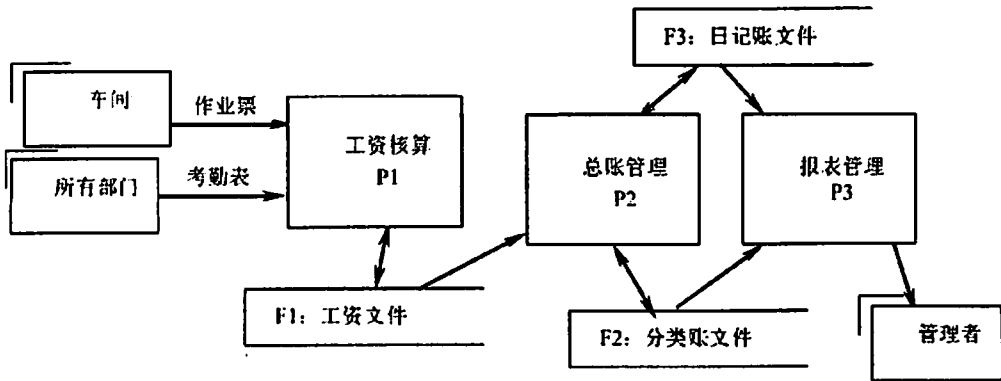 F3：日记账文件
车间
作业票
工资核算
P1
总账管理
P2
报表管理
P3
所有部门
考勤表
F1：工资文件
F2：分类账文件
管理者